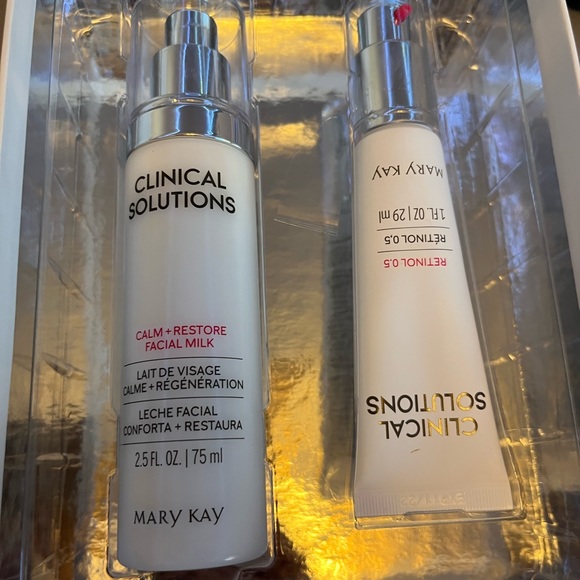 CLINICAL
SOLUTIONS
CALM + RESTORE
FACIAL MILK
LAIT DE VISAGE
CALME + RÉGÉNÉRATION
LECHE FACIAL
CONFORTA + RESTAURA
2.5 FL. OZ. | 75 ml
MARY KAY
CLINICAL
SOLUTIONS
RETINOL 0.5
RÉTINOL 0,5
1 FL. OZ | 29 ml
MARY KAY